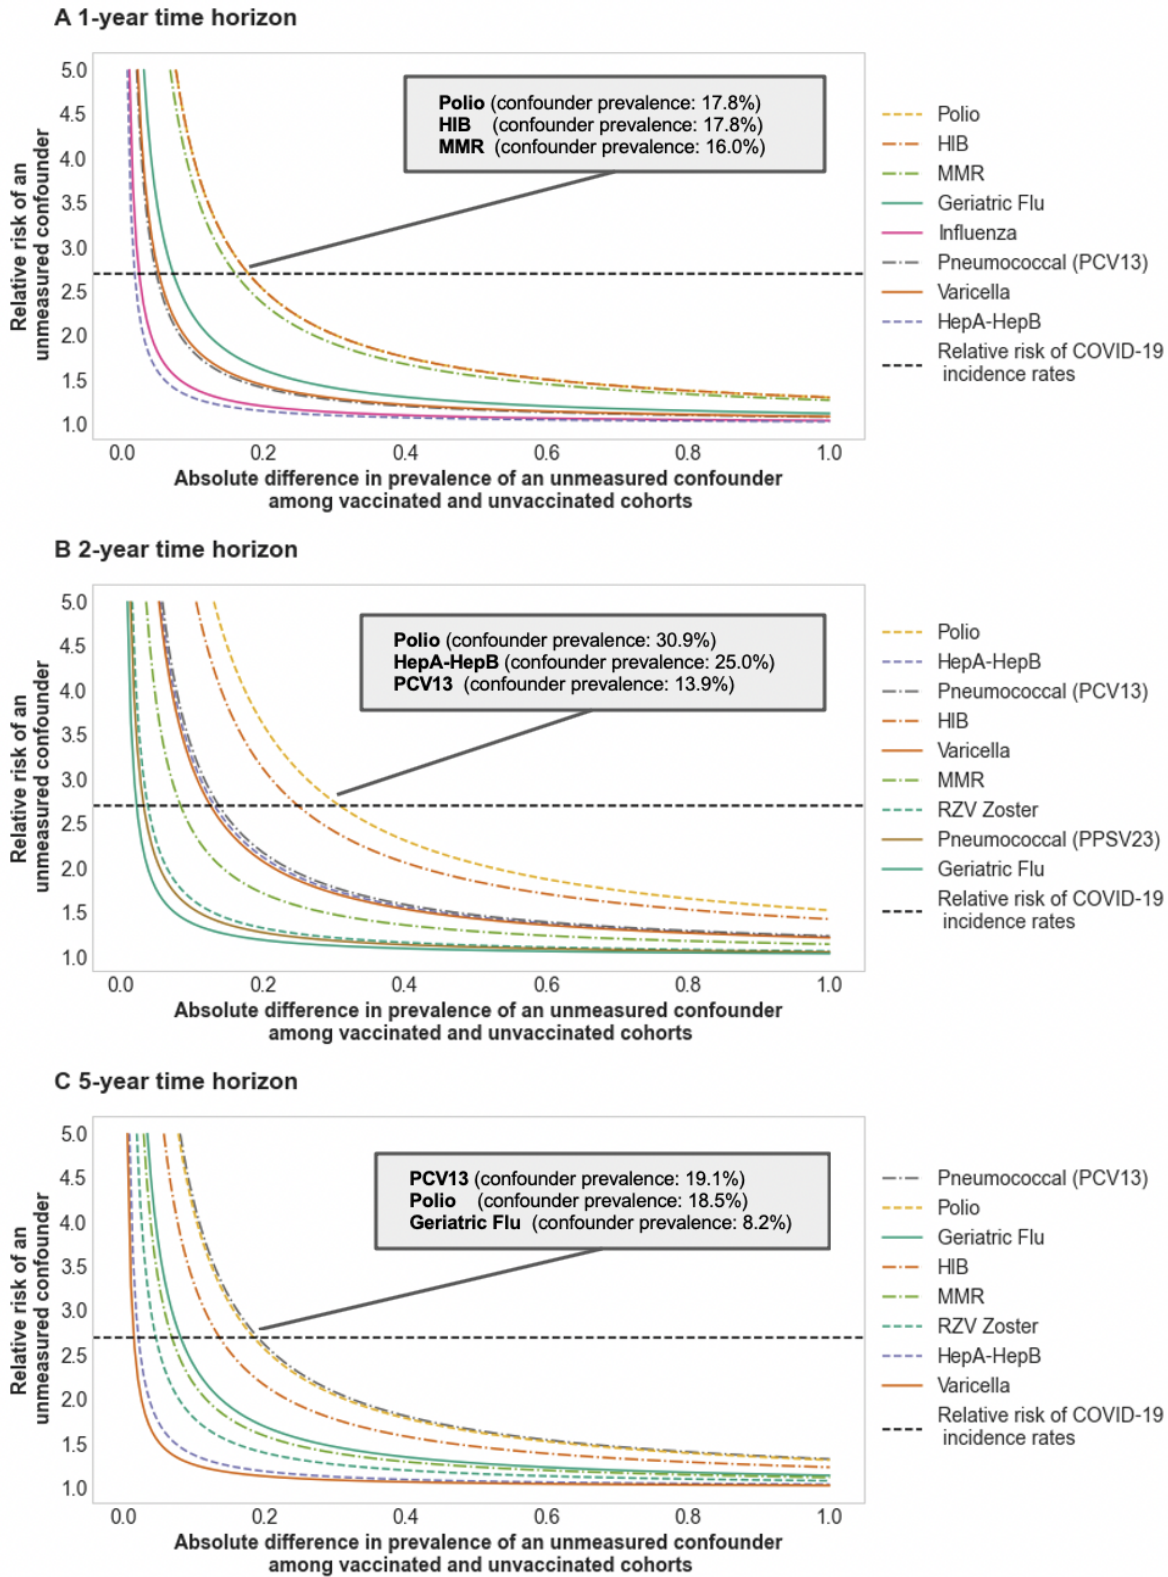 A 1-year time horizon
5.0
4.5
4.0
3.5
3.0
2.5
2.0
1.5
1.0
Relative risk of an
unmeasured confounder
Polio (confounder prevalence: 17.8%)
HIB (confounder prevalence: 17.8%)
MMR (confounder prevalence: 16.0%)
Polio
HIB
MMR
Geriatric Flu
Influenza
Pneumococcal (PCV13)
Varicella
HepA-HepB
Relative risk of COVID-19
incidence rates
0.0 0.2 0.4 0.6 0.8 1.0
Absolute difference in prevalence of an unmeasured confounder
among vaccinated and unvaccinated cohorts
B 2-year time horizon
5.0
4.5
4.0
3.5
3.0
2.5
2.0
1.5
1.0
Relative risk of an
unmeasured confounder
Polio (confounder prevalence: 30.9%)
HepA-HepB (confounder prevalence: 25.0%)
PCV13 (confounder prevalence: 13.9%)
Polio
HepA-HepB
Pneumococcal (PCV13)
HIB
Varicella
MMR
RZV Zoster
Pneumococcal (PPSV23)
Geriatric Flu
Relative risk of COVID-19
incidence rates
0.0 0.2 0.4 0.6 0.8 1.0
Absolute difference in prevalence of an unmeasured confounder
among vaccinated and unvaccinated cohorts
C 5-year time horizon
5.0
4.5
4.0
3.5
3.0
2.5
2.0
1.5
1.0
Relative risk of an
unmeasured confounder
PCV13 (confounder prevalence: 19.1%)
Polio (confounder prevalence: 18.5%)
Geriatric Flu (confounder prevalence: 8.2%)
Pneumococcal (PCV13)
Polio
Geriatric Flu
HIB
MMR
RZV Zoster
HepA-HepB
Varicella
Relative risk of COVID-19
incidence rates
0.0 0.2 0.4 0.6 0.8 1.0
Absolute difference in prevalence of an unmeasured confounder
among vaccinated and unvaccinated cohorts